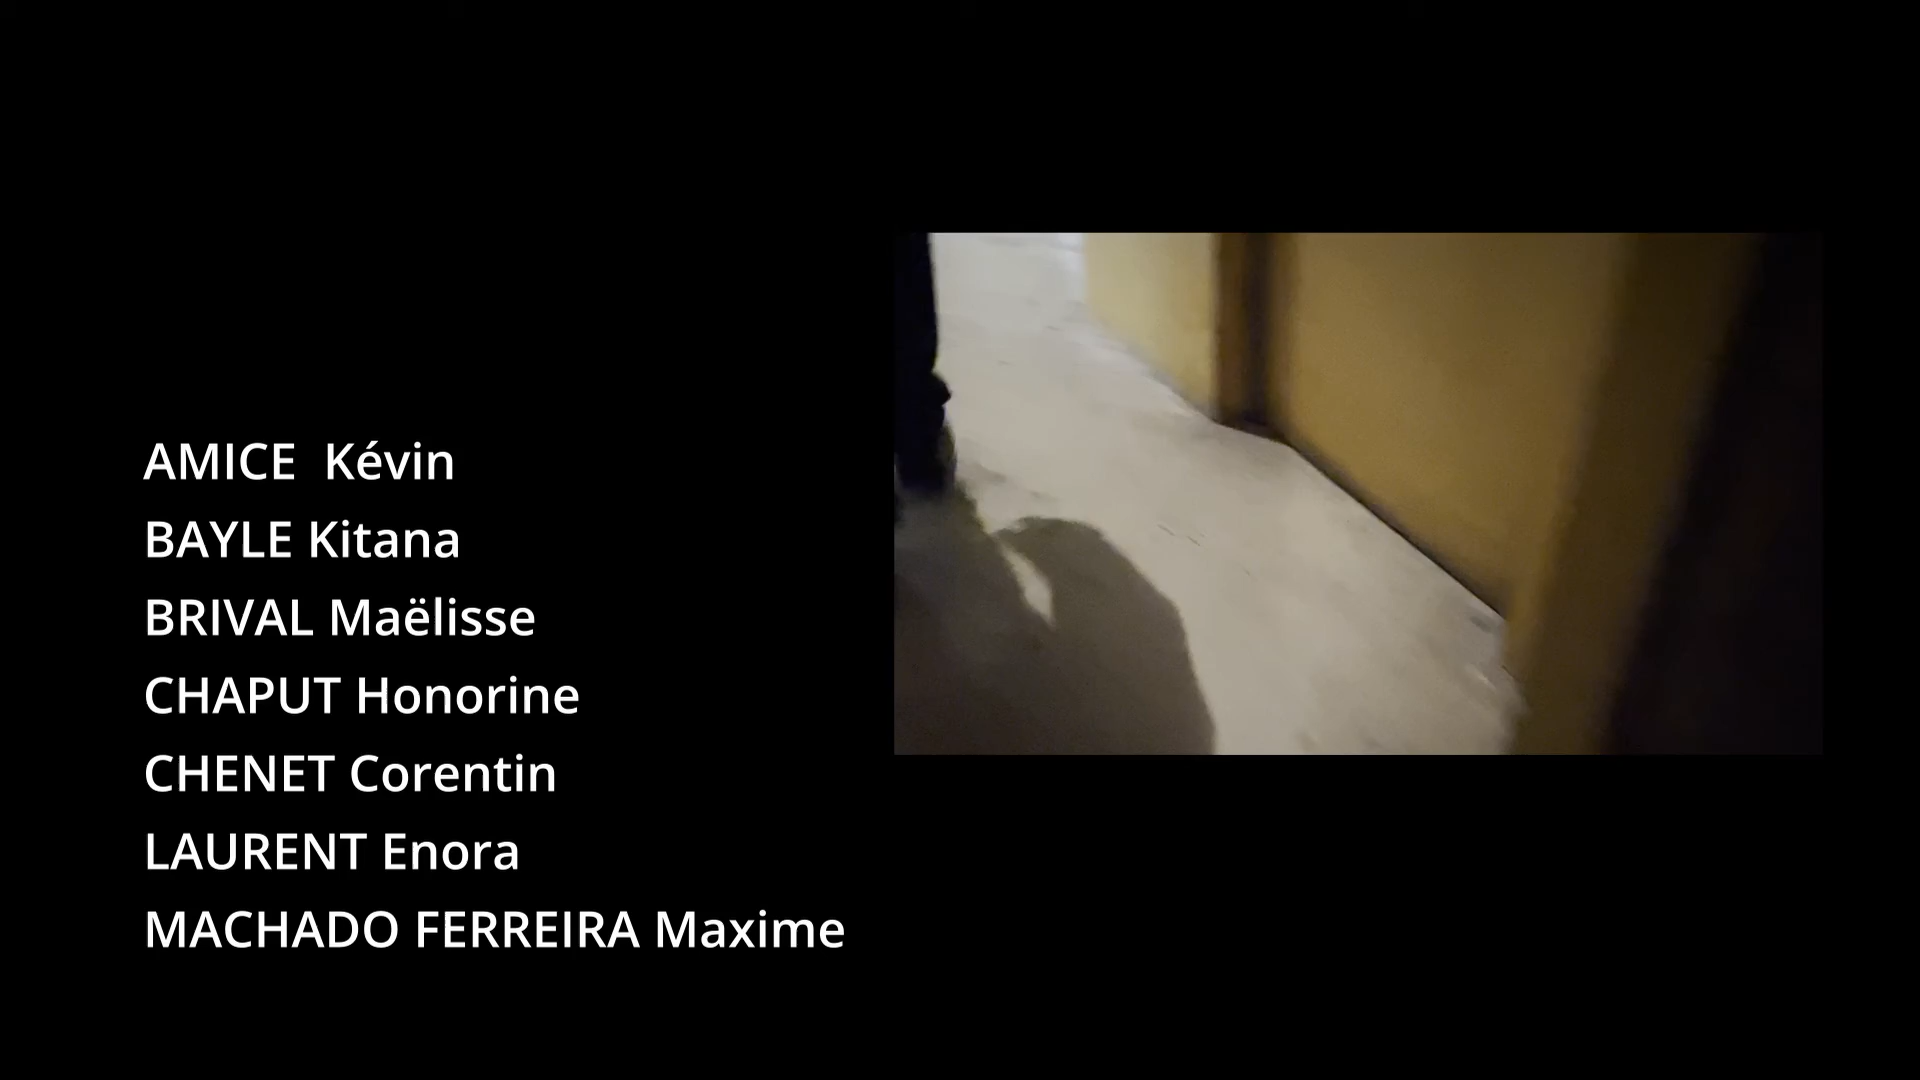 AMICE  Kévin
BAYLE Kitana
BRIVAL Maëlisse
CHAPUT Honorine
CHENET Corentin
LAURENT Enora
MACHADO FERREIRA Maxime